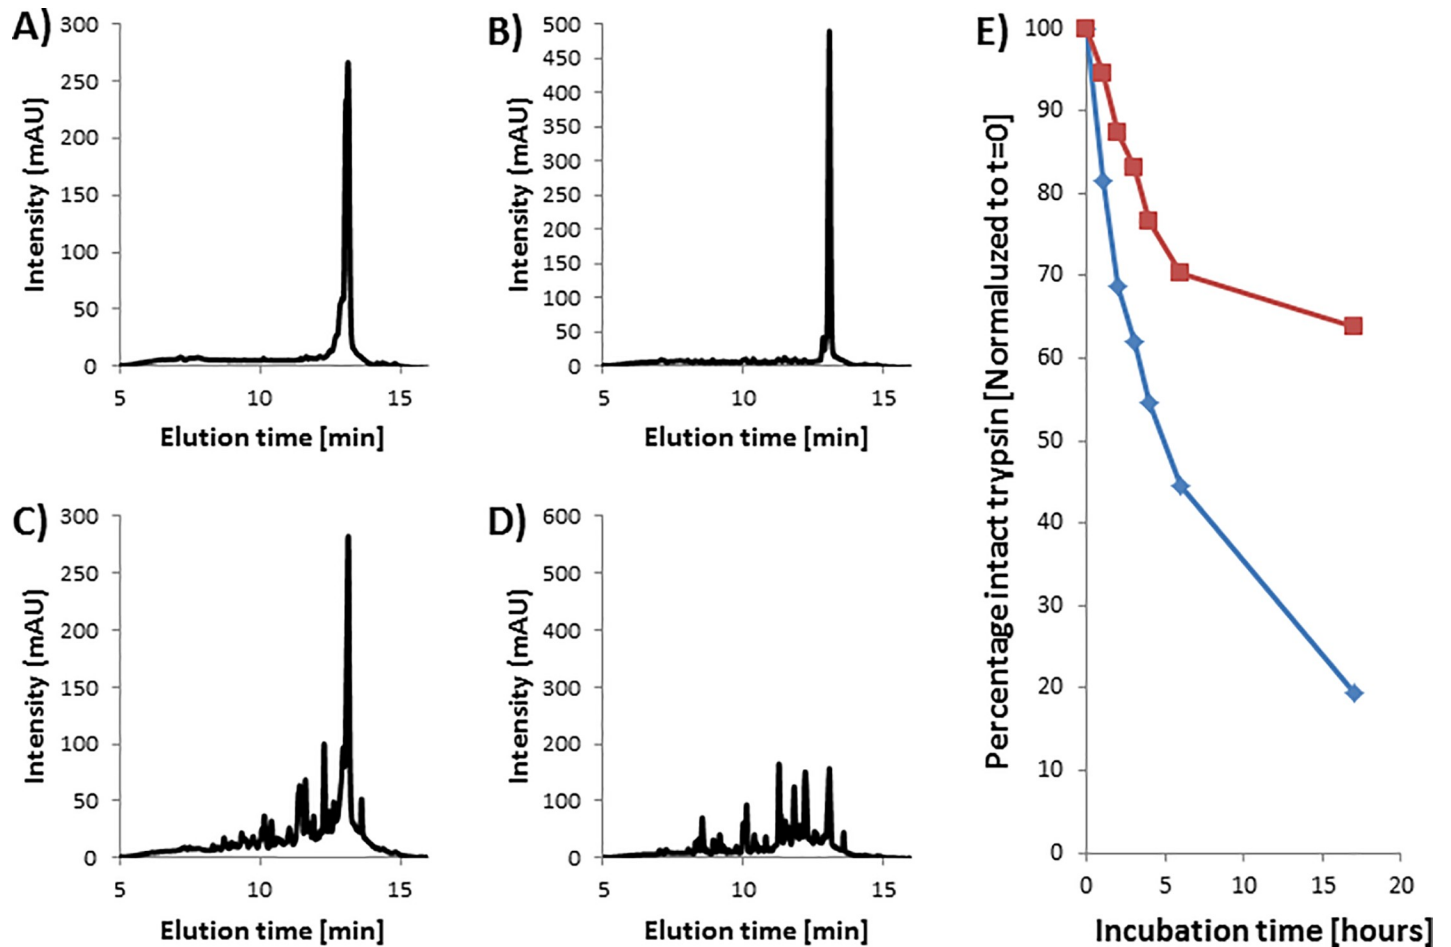 A)
300
250
200
150
100
50
0
Intensity [mAU]
5 10 15
Elution time [min]
B)
500
450
400
350
300
250
200
150
100
50
0
Intensity [mAU]
5 10 15
Elution time [min]
C)
300
250
200
150
100
50
0
Intensity [mAU]
5 10 15
Elution time [min]
D)
600
500
400
300
200
100
0
Intensity [mAU]
5 10 15
Elution time [min]
E)
100
90
80
70
60
50
40
30
20
10
0
Percentage intact trypsin [Normaluzed to t=0]
0 5 10 15 20
Incubation time [hours]